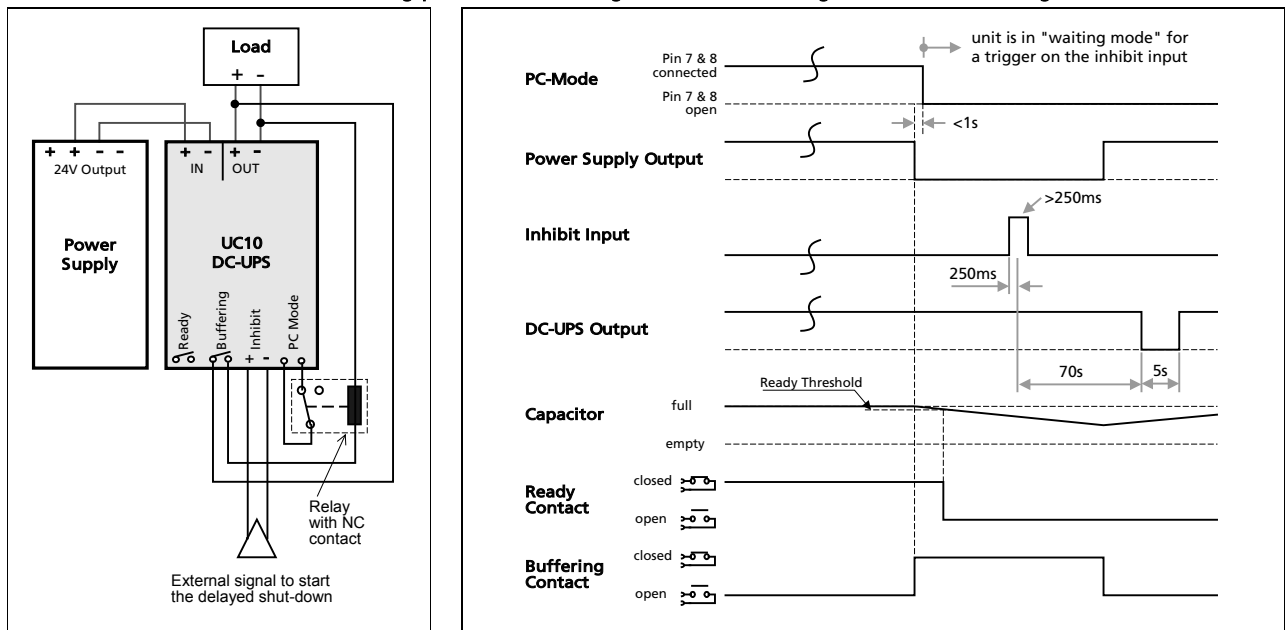 Load
+ -
+ + - -
24V Output
Power
Supply
+ - + -
IN OUT
UC10
DC-UPS
Ready
Buffering
+ Inhibit -
PC Mode
Relay
with NC
contact
External signal to start
the delayed shut-down
PC-Mode
Pin 7 & 8
connected
Pin 7 & 8
open
unit is in "waiting mode" for
a trigger on the inhibit input
<1s
Power Supply Output
>250ms
Inhibit Input
250ms
DC-UPS Output
70s
5s
Ready Threshold
Capacitor
full
empty
Ready
Contact
closed
open
Buffering
Contact
closed
open